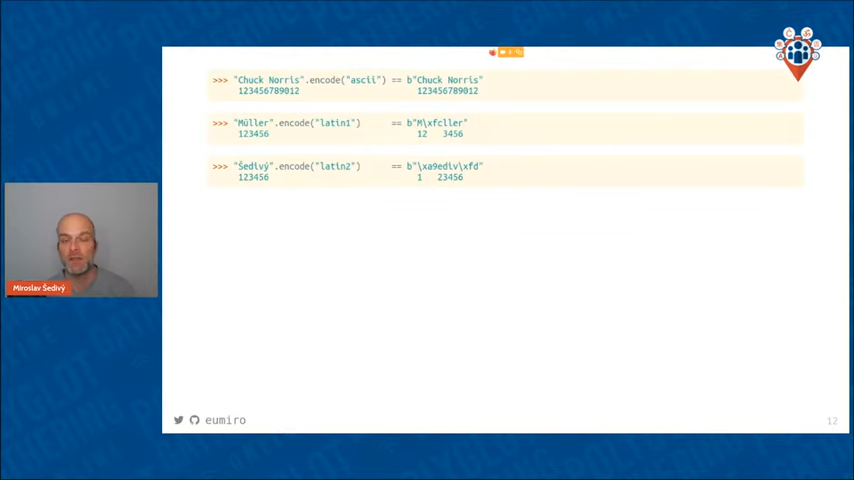 >>> "Chuck Norris".encode("ascii") == b"Chuck Norris"
123456789012 123456789012
>>> "Müller".encode("latin1") == b"M\xfcller"
123456 12 3456
>>> "Šedivý".encode("latin2") == b"\xa9ediv\xfd"
123456 1 23456
Miroslav Šedivý
eumiro
12